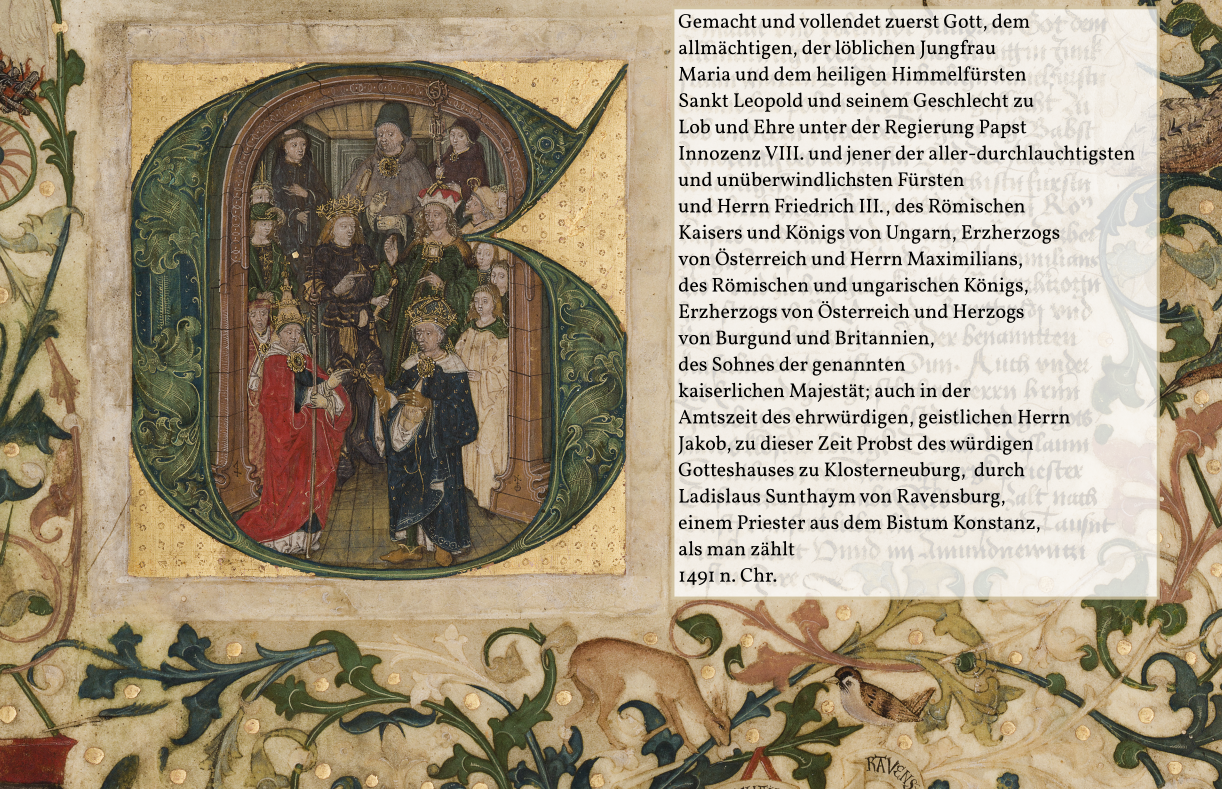 Gemacht und vollendet zuerst Gott, dem
allmächtigen, der löblichen Jungfrau
Maria und dem heiligen Himmelfürsten
Sankt Leopold und seinem Geschlecht zu
Lob und Ehre unter der Regierung Papst
Innozenz VIII. und jener der aller-durchlauchtigsten
und unüberwindlichsten Fürsten
und Herrn Friedrich III., des Römischen
Kaisers und Königs von Ungarn, Erzherzogs
von Österreich und Herrn Maximilians,
des Römischen und ungarischen Königs,
Erzherzogs von Österreich und Herzogs
von Burgund und Britannien,
des Sohnes der genannten
kaiserlichen Majestät; auch in der
Amtszeit des ehrwürdigen, geistlichen Herrn
Jakob, zu dieser Zeit Probst des würdigen
Gotteshauses zu Klosterneuburg, durch
Ladislaus Sunthaym von Ravensburg,
einem Priester aus dem Bistum Konstanz,
als man zählt
1491 n. Chr.
RAVENS